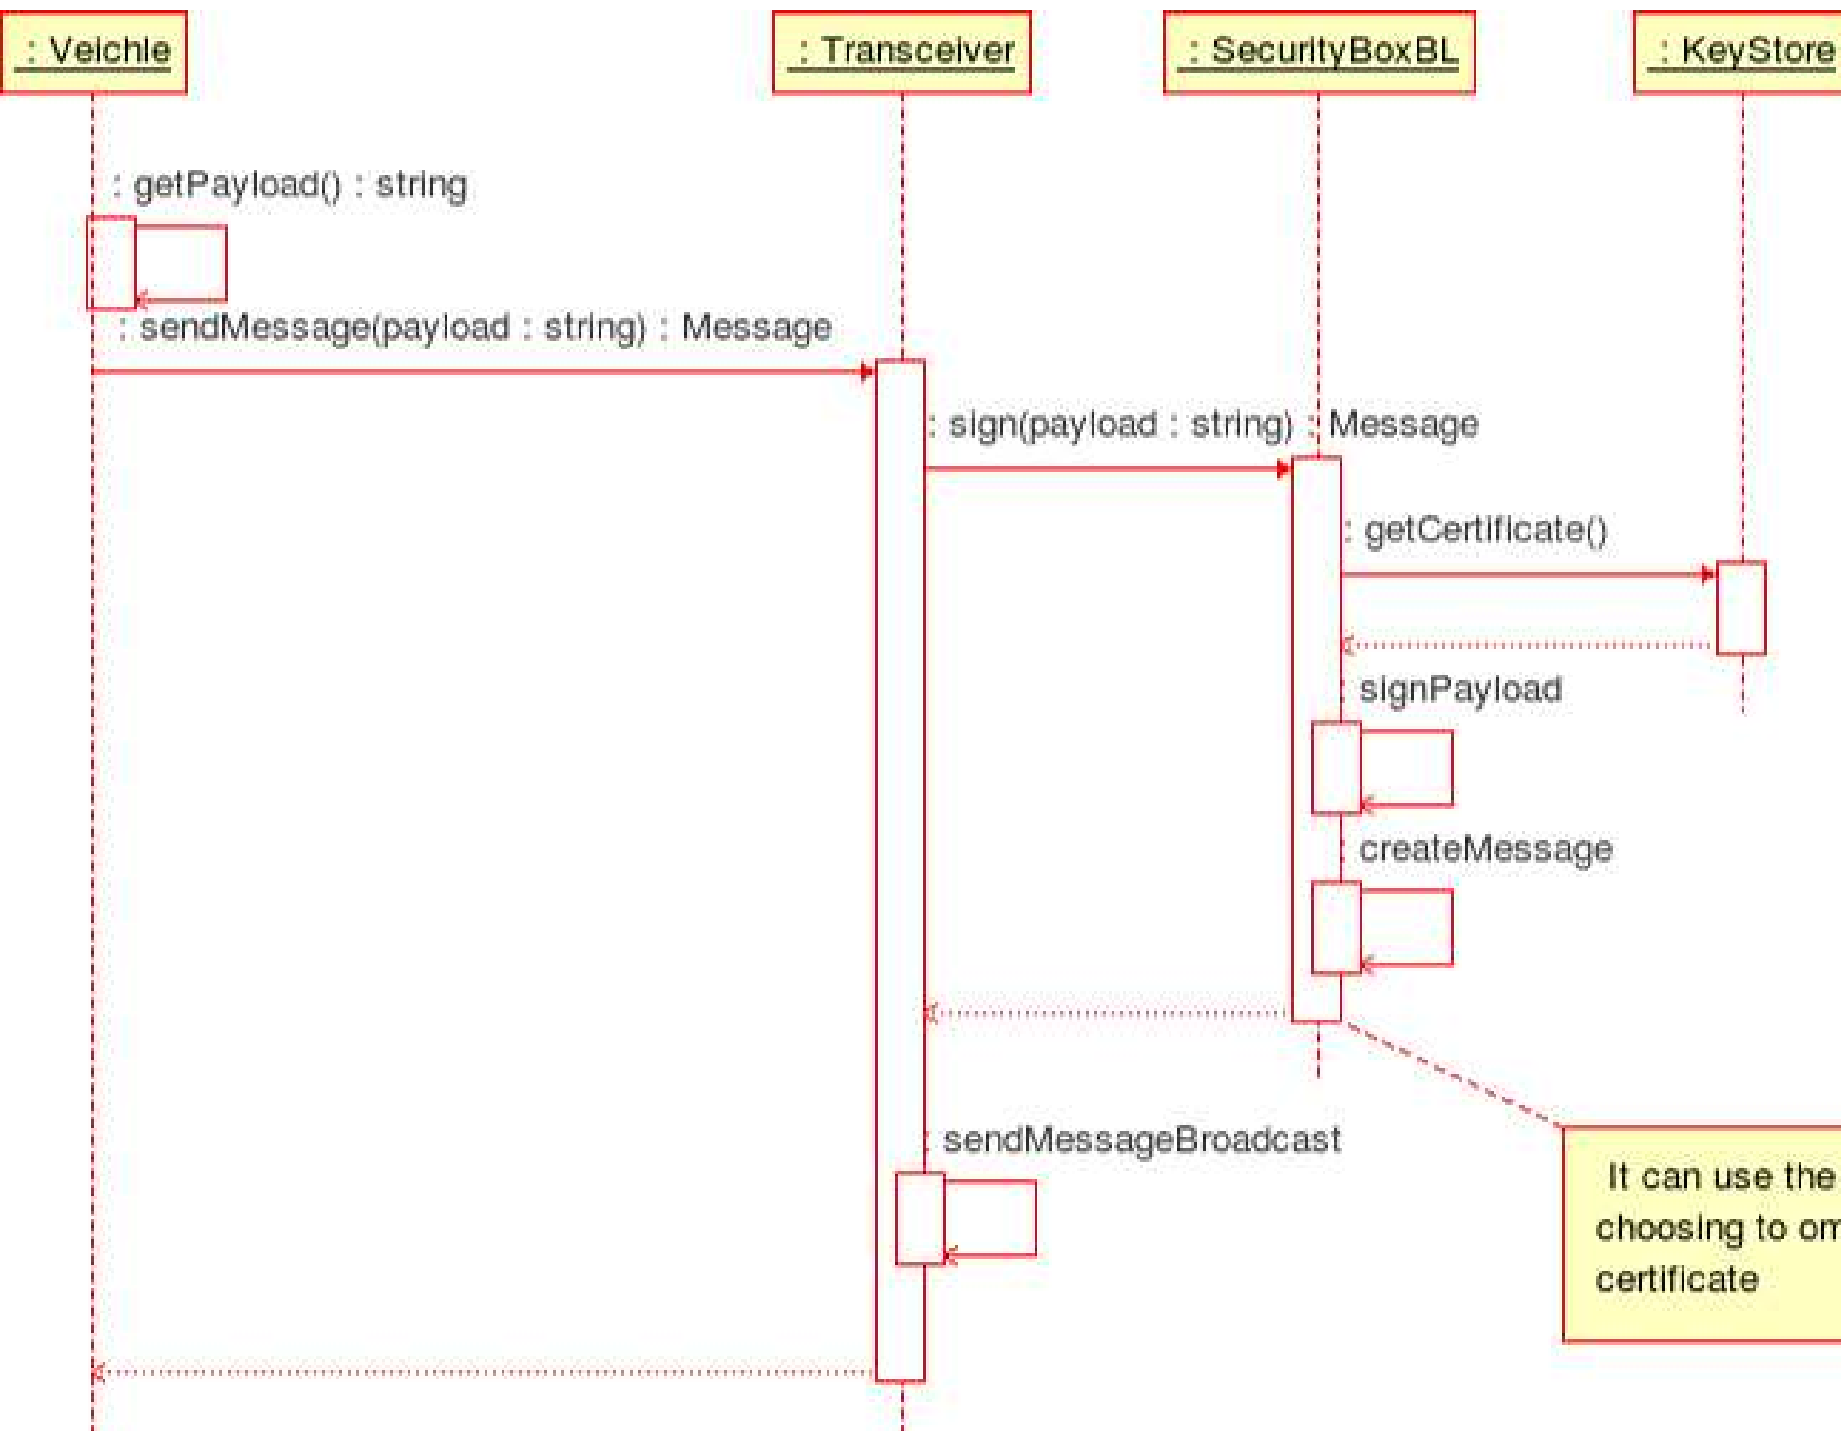 : Veichle
: Transceiver
: SecurityBoxBL
: KeyStore
: getPayload() : string
: sendMessage(payload : string) : Message
: sign(payload : string) : Message
: getCertificate()
: signPayload
: createMessage
: sendMessageBroadcast
It can use the
choosing to om
certificate